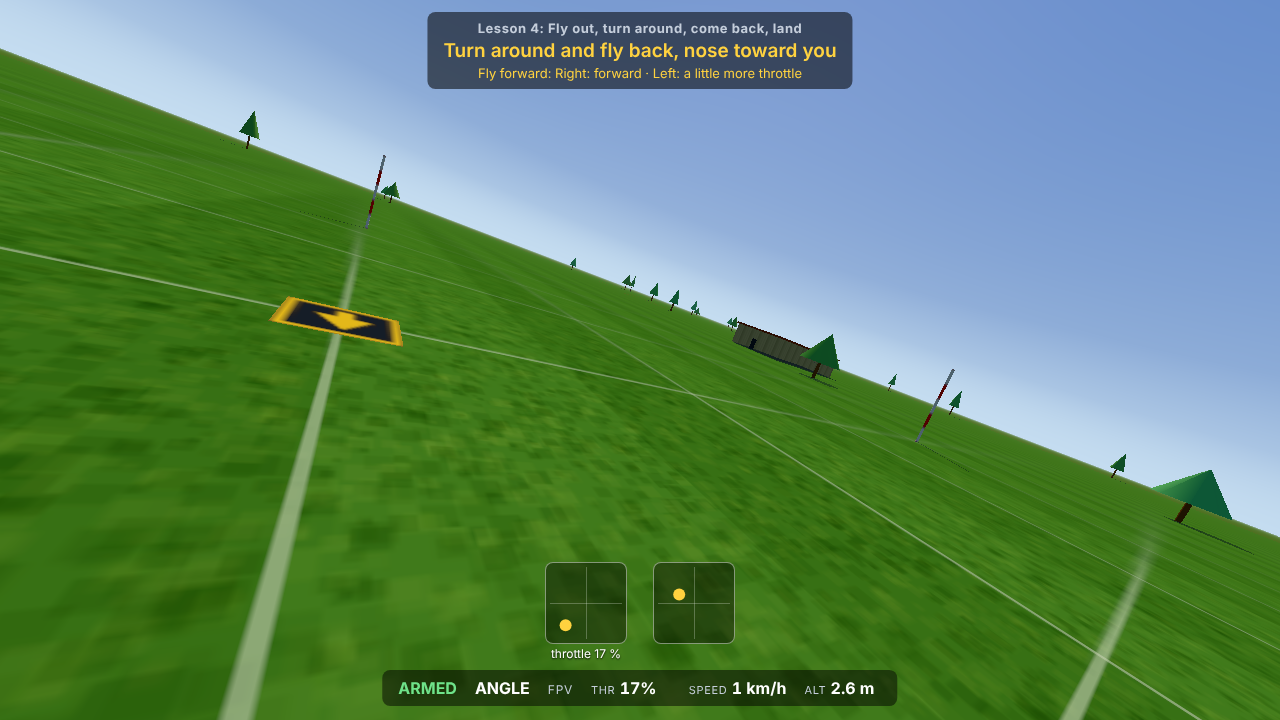 Lesson 4: Fly out, turn around, come back, land
Turn around and fly back, nose toward you
Fly forward: Right: forward · Left: a little more throttle
throttle 17 %
ARMED ANGLE FPV THR 17% SPEED 1 km/h ALT 2.6 m